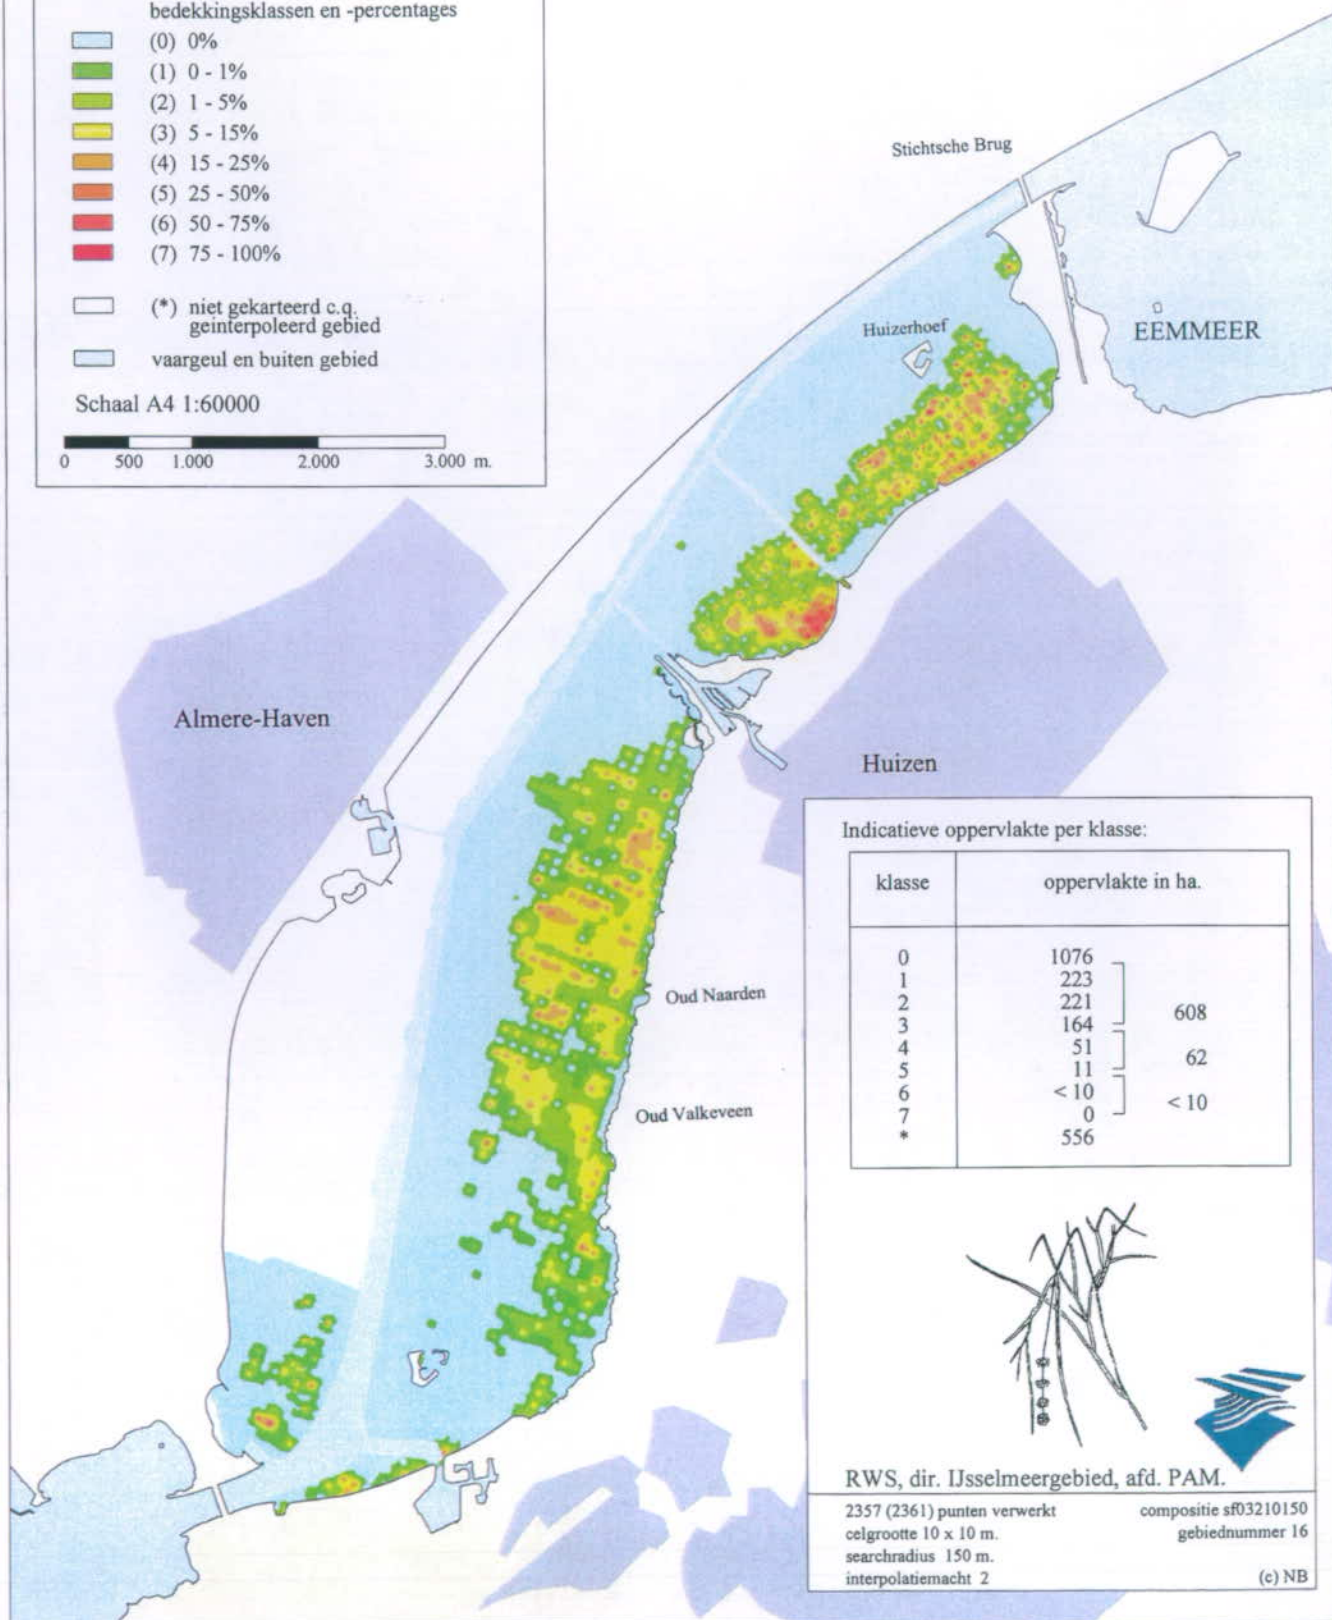 bedekkingsklassen en -percentages
(0) 0%
(1) 0 - 1%
(2) 1 - 5%
(3) 5 - 15%
(4) 15 - 25%
(5) 25 - 50%
(6) 50 - 75%
(7) 75 - 100%
(*) niet gekarteerd c.q.
geinterpoleerd gebied
vaargeul en buiten gebied
Schaal A4 1:60000
0 500 1.000 2.000 3.000 m.
Stichtsche Brug
Huizerhoef
EEMMEER
Almere-Haven
Huizen
Oud Naarden
Oud Valkeveen
Indicatieve oppervlakte per klasse:
klasse oppervlakte in ha.
0 1076
1 223
2 221 608
3 164
4 51 62
5 11
6 < 10 < 10
7 0
* 556
RWS, dir. IJsselmeergebied, afd. PAM.
2357 (2361) punten verwerkt compositie sf03210150
celgrootte 10 x 10 m. gebiednummer 16
searchradius 150 m.
interpolatiemacht 2 (c) NB